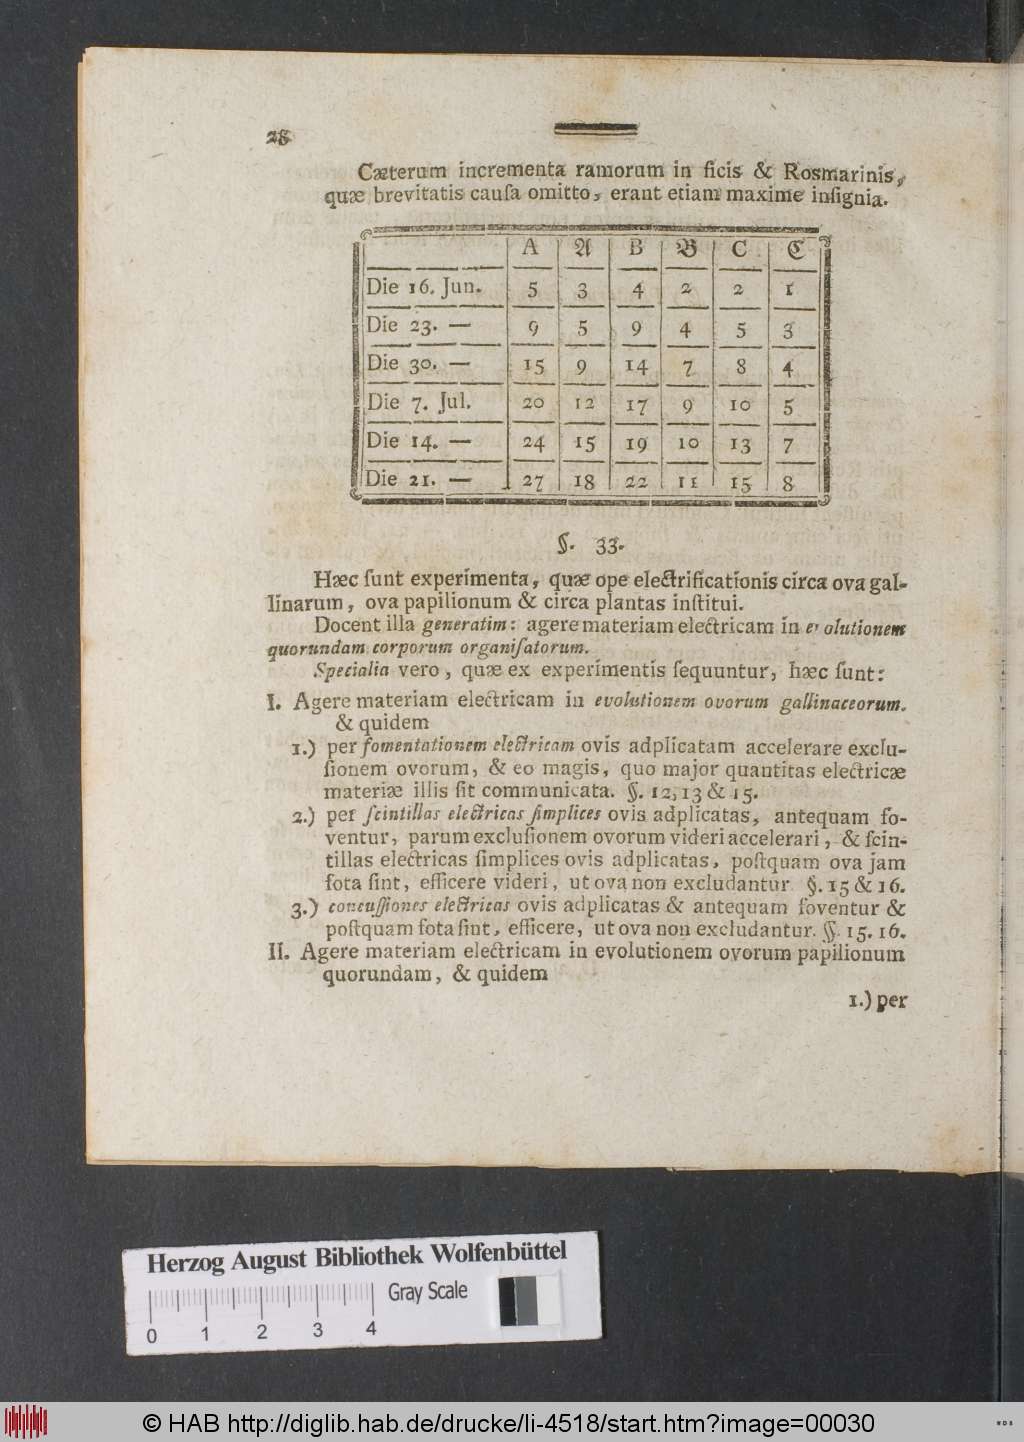 28
Cæterum incrementa ramorum in ficis & Rosmarinis,
quæ brevitatis cauſa omitto, erant etiam maxime inſignia.
A 𝔄 B 𝔅 C ℭ
Die 16. Jun. 5 3 4 2 2 1
Die 23. — 9 5 9 4 5 3
Die 30. — 15 9 14 7 8 4
Die 7. Jul. 20 12 17 9 10 5
Die 14. — 24 15 19 10 13 7
Die 21. — 27 18 22 11 15 8
§. 33.
Hæc ſunt experimenta, quæ ope electrificationis circa ova gal-
linarum, ova papilionum & circa plantas inſtitui.
Docent illa generatim: agere materiam electricam in evolutionem
quorundam corporum organiſatorum.
Specialia vero, quæ ex experimentis ſequuntur, hæc ſunt:
I. Agere materiam electricam in evolutionem ovorum gallinaceorum.
& quidem
1.) per fomentationem electricam ovis adplicatam accelerare exclu-
ſionem ovorum, & eo magis, quo major quantitas electricæ
materiæ illis ſit communicata. §. 12, 13 & 15.
2.) per ſcintillas electricas ſimplices ovis adplicatas, antequam fo-
ventur, parum excluſionem ovorum videri accelerari, & ſcin-
tillas electricas ſimplices ovis adplicatas, poſtquam ova jam
fota ſint, efficere videri, ut ova non excludantur §. 15 & 16.
3.) concuſſiones electricas ovis adplicatas & antequam foventur &
poſtquam fota ſint, efficere, ut ova non excludantur. §§. 15. 16.
II. Agere materiam electricam in evolutionem ovorum papilionum
quorundam, & quidem
1.) per
Herzog August Bibliothek Wolfenbüttel
Gray Scale
0 1 2 3 4
© HAB http://diglib.hab.de/drucke/li-4518/start.htm?image=00030